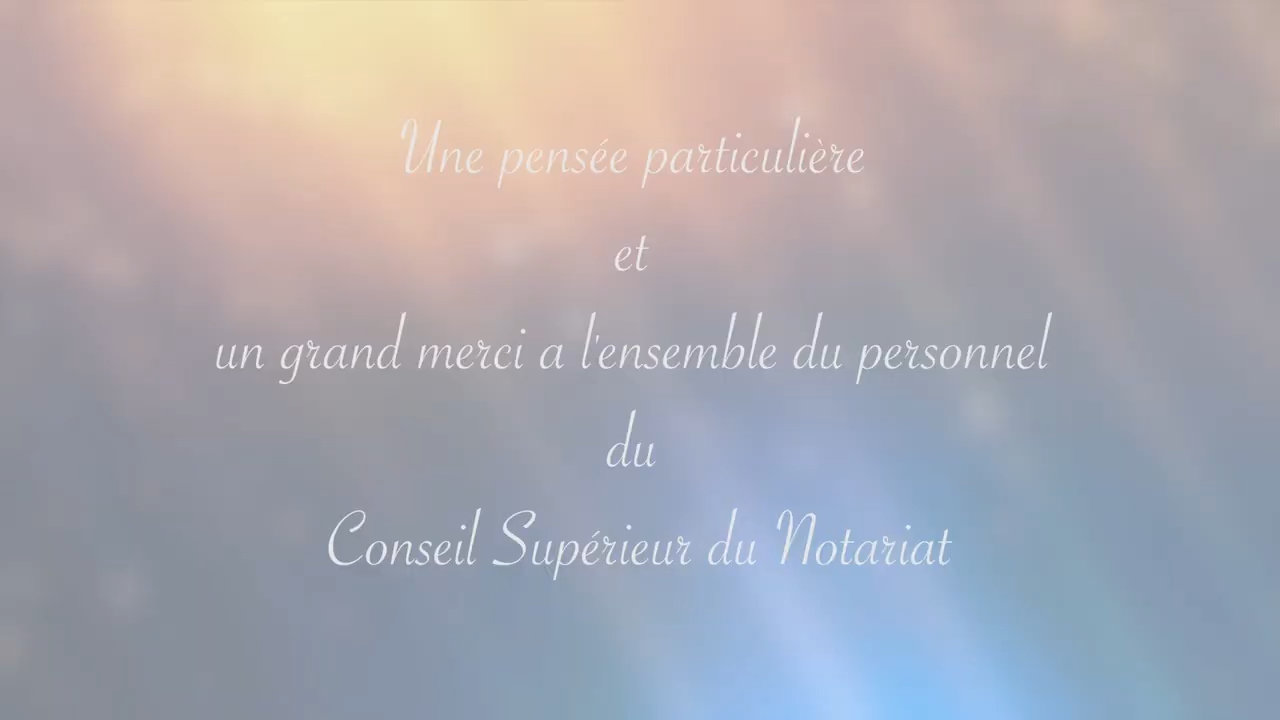 Une pensée particulière
et
un grand merci a l'ensemble du personnel
du
Conseil Supérieur du Notariat